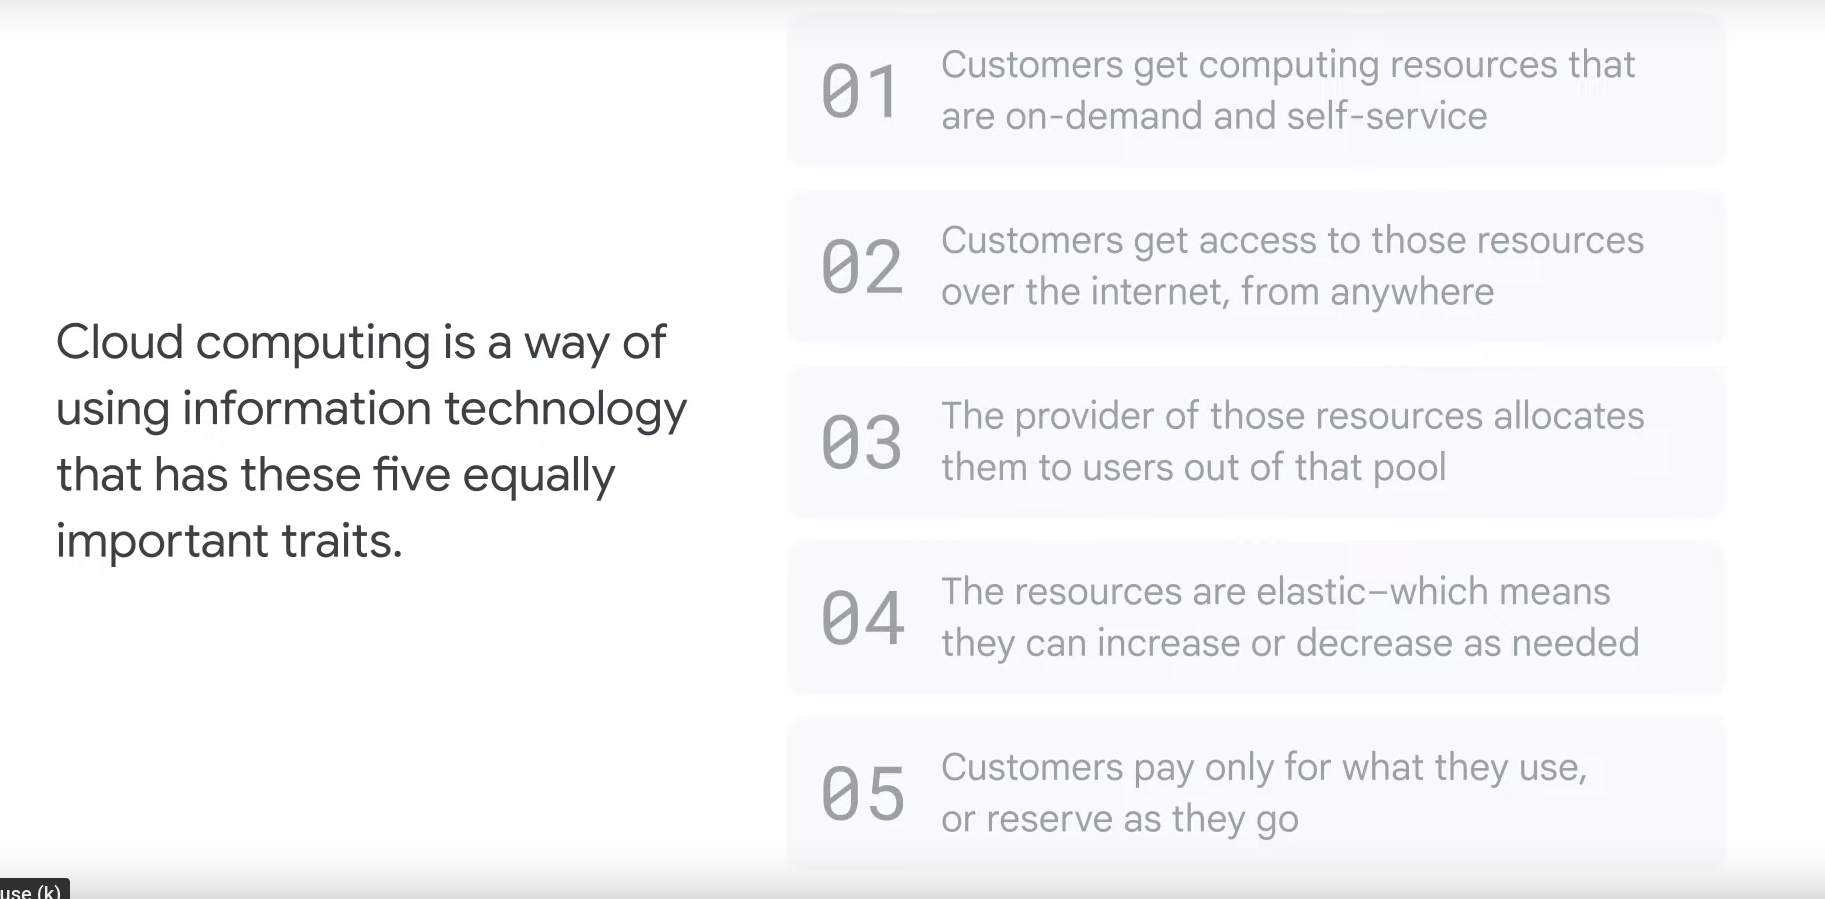 Cloud computing is a way of
using information technology
that has these five equally
important traits.
01
Customers get computing resources that
are on-demand and self-service
02
Customers get access to those resources
over the internet, from anywhere
03
The provider of those resources allocates
them to users out of that pool
04
The resources are elastic–which means
they can increase or decrease as needed
05
Customers pay only for what they use,
or reserve as they go
use (k)